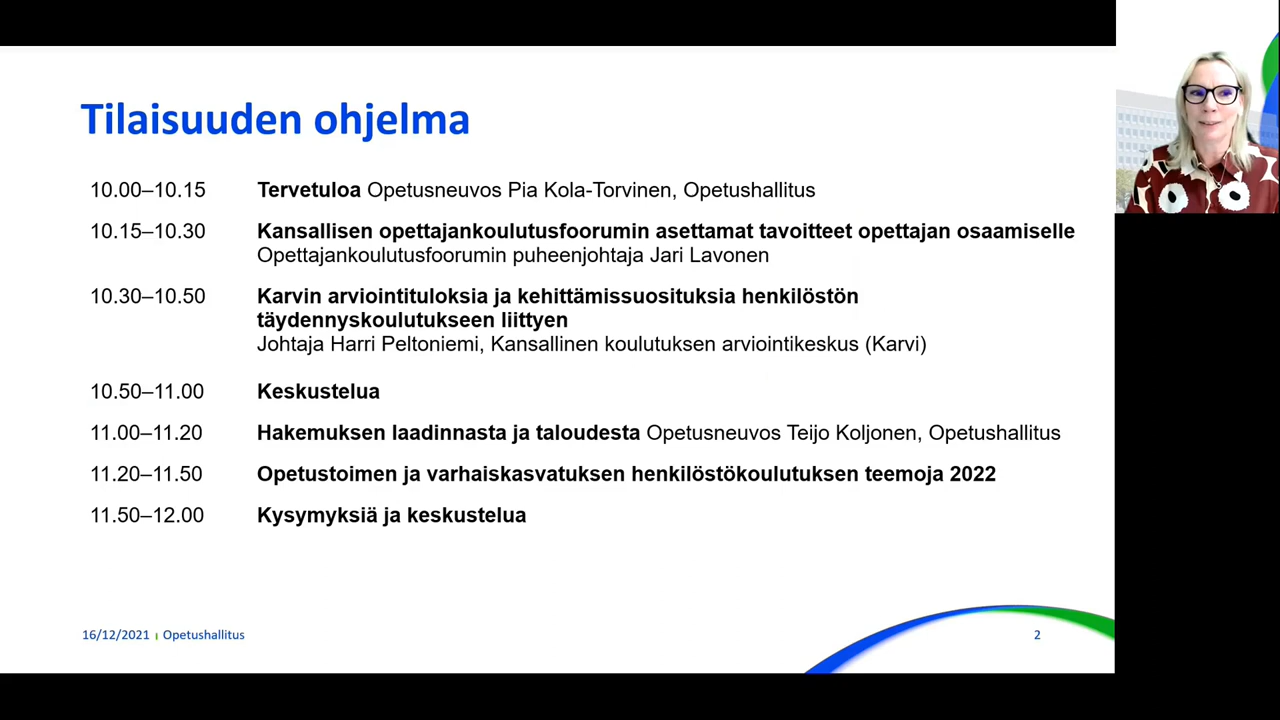 Tilaisuuden ohjelma
10.00–10.15 Tervetuloa Opetusneuvos Pia Kola-Torvinen, Opetushallitus
10.15–10.30 Kansallisen opettajankoulutusfoorumin asettamat tavoitteet opettajan osaamiselle
Opettajankoulutusfoorumin puheenjohtaja Jari Lavonen
10.30–10.50 Karvin arviointituloksia ja kehittämissuosituksia henkilöstön
täydennyskoulutukseen liittyen
Johtaja Harri Peltoniemi, Kansallinen koulutuksen arviointikeskus (Karvi)
10.50–11.00 Keskustelua
11.00–11.20 Hakemuksen laadinnasta ja taloudesta Opetusneuvos Teijo Koljonen, Opetushallitus
11.20–11.50 Opetustoimen ja varhaiskasvatuksen henkilöstökoulutuksen teemoja 2022
11.50–12.00 Kysymyksiä ja keskustelua
16/12/2021 Opetushallitus 2